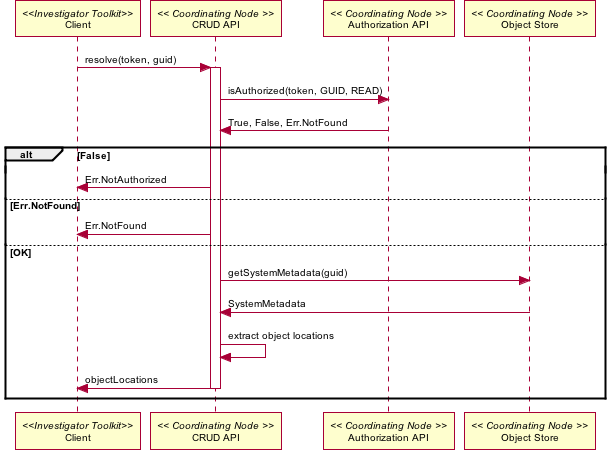 <<Investigator Toolkit>>
Client
<< Coordinating Node >>
CRUD API
<< Coordinating Node >>
Authorization API
<< Coordinating Node >>
Object Store
resolve(token, guid)
isAuthorized(token, GUID, READ)
True, False, Err.NotFound
alt
[False]
Err.NotAuthorized
[Err.NotFound]
Err.NotFound
[OK]
getSystemMetadata(guid)
SystemMetadata
extract object locations
objectLocations
<<Investigator Toolkit>>
Client
<< Coordinating Node >>
CRUD API
<< Coordinating Node >>
Authorization API
<< Coordinating Node >>
Object Store